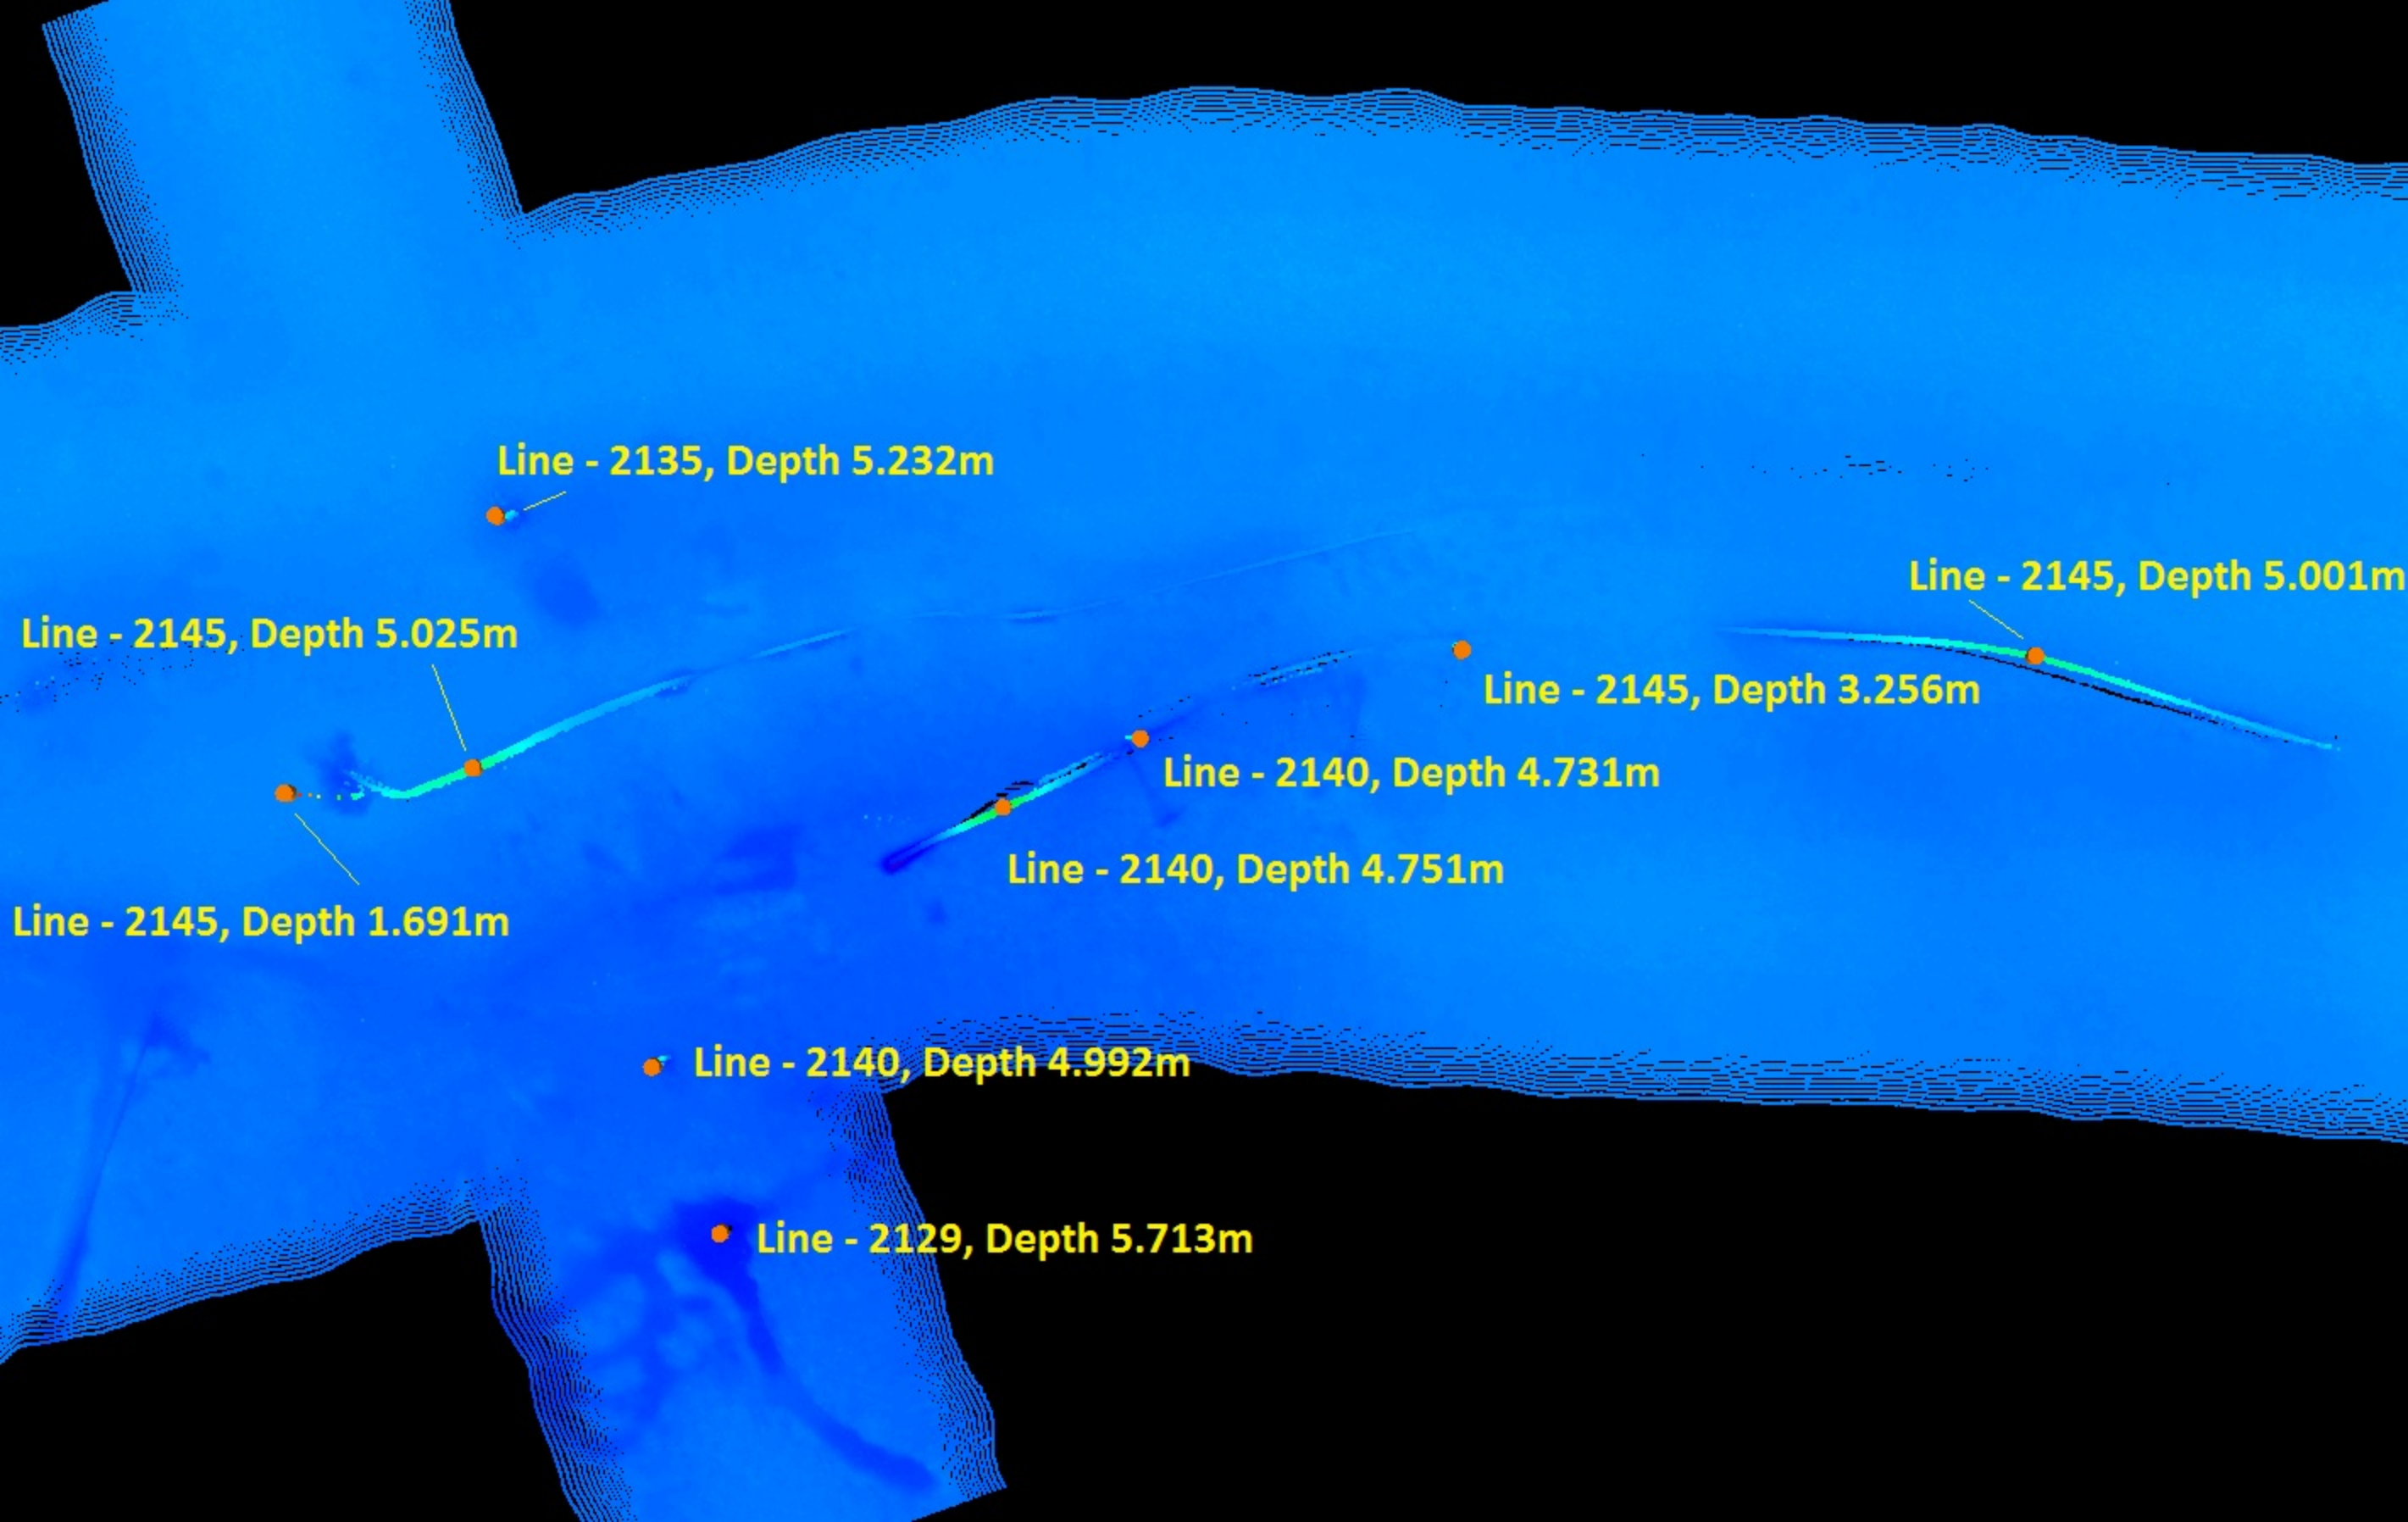 Line - 2135, Depth 5.232m
Line - 2145, Depth 5.001m
Line - 2145, Depth 5.025m
Line - 2145, Depth 3.256m
Line - 2140, Depth 4.731m
Line - 2140, Depth 4.751m
Line - 2145, Depth 1.691m
Line - 2140, Depth 4.992m
Line - 2129, Depth 5.713m